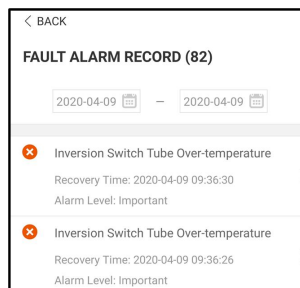 < BACK
FAULT ALARM RECORD (82)
2020-04-09 – 2020-04-09
Inversion Switch Tube Over-temperature
Recovery Time: 2020-04-09 09:36:30
Alarm Level: Important
Inversion Switch Tube Over-temperature
Recovery Time: 2020-04-09 09:36:26
Alarm Level: Important